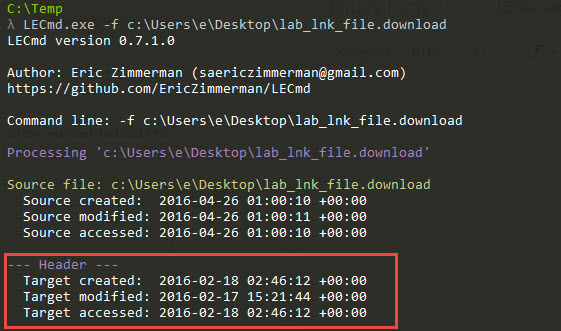 C:\Temp
λ LECmd.exe -f c:\Users\e\Desktop\lab_lnk_file.download
LECmd version 0.7.1.0
Author: Eric Zimmerman (saericzimmerman@gmail.com)
https://github.com/EricZimmerman/LECmd
Command line: -f c:\Users\e\Desktop\lab_lnk_file.download
Processing 'c:\Users\e\Desktop\lab_lnk_file.download'
Source file: c:\Users\e\Desktop\lab_lnk_file.download
Source created:  2016-04-26 01:00:10 +00:00
Source modified: 2016-04-26 01:00:11 +00:00
Source accessed: 2016-04-26 01:00:10 +00:00
--- Header ---
Target created:  2016-02-18 02:46:12 +00:00
Target modified: 2016-02-17 15:21:44 +00:00
Target accessed: 2016-02-18 02:46:12 +00:00